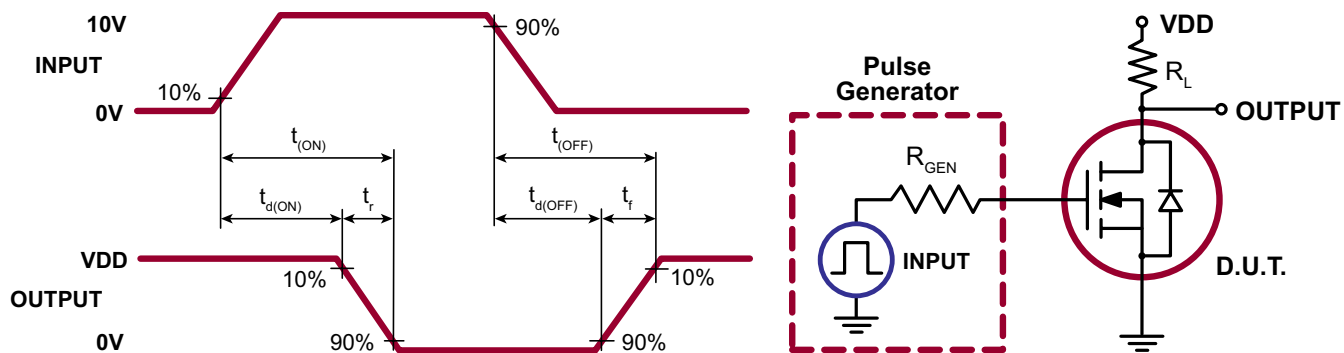 10V
INPUT
0V
10%
90%
t(ON)
t(OFF)
td(ON)
tr
td(OFF)
tf
VDD
OUTPUT
0V
10%
90%
90%
10%
Pulse
Generator
RGEN
INPUT
VDD
RL
OUTPUT
D.U.T.